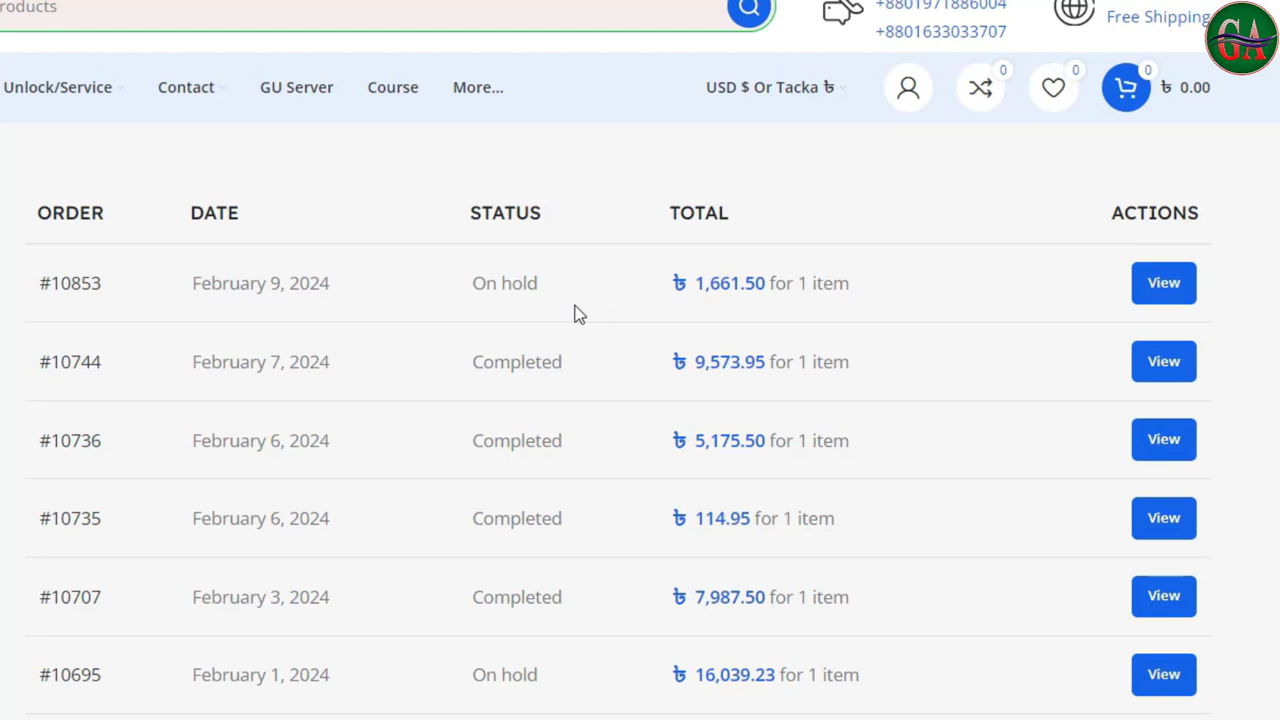 roducts
+8801971886004
+8801633033707
Free Shipping
GA
Unlock/Service
Contact
GU Server
Course
More...
USD $ Or Tacka ৳
0
0
0
৳ 0.00
ORDER DATE STATUS TOTAL ACTIONS
#10853 February 9, 2024 On hold ৳ 1,661.50 for 1 item View
#10744 February 7, 2024 Completed ৳ 9,573.95 for 1 item View
#10736 February 6, 2024 Completed ৳ 5,175.50 for 1 item View
#10735 February 6, 2024 Completed ৳ 114.95 for 1 item View
#10707 February 3, 2024 Completed ৳ 7,987.50 for 1 item View
#10695 February 1, 2024 On hold ৳ 16,039.23 for 1 item View